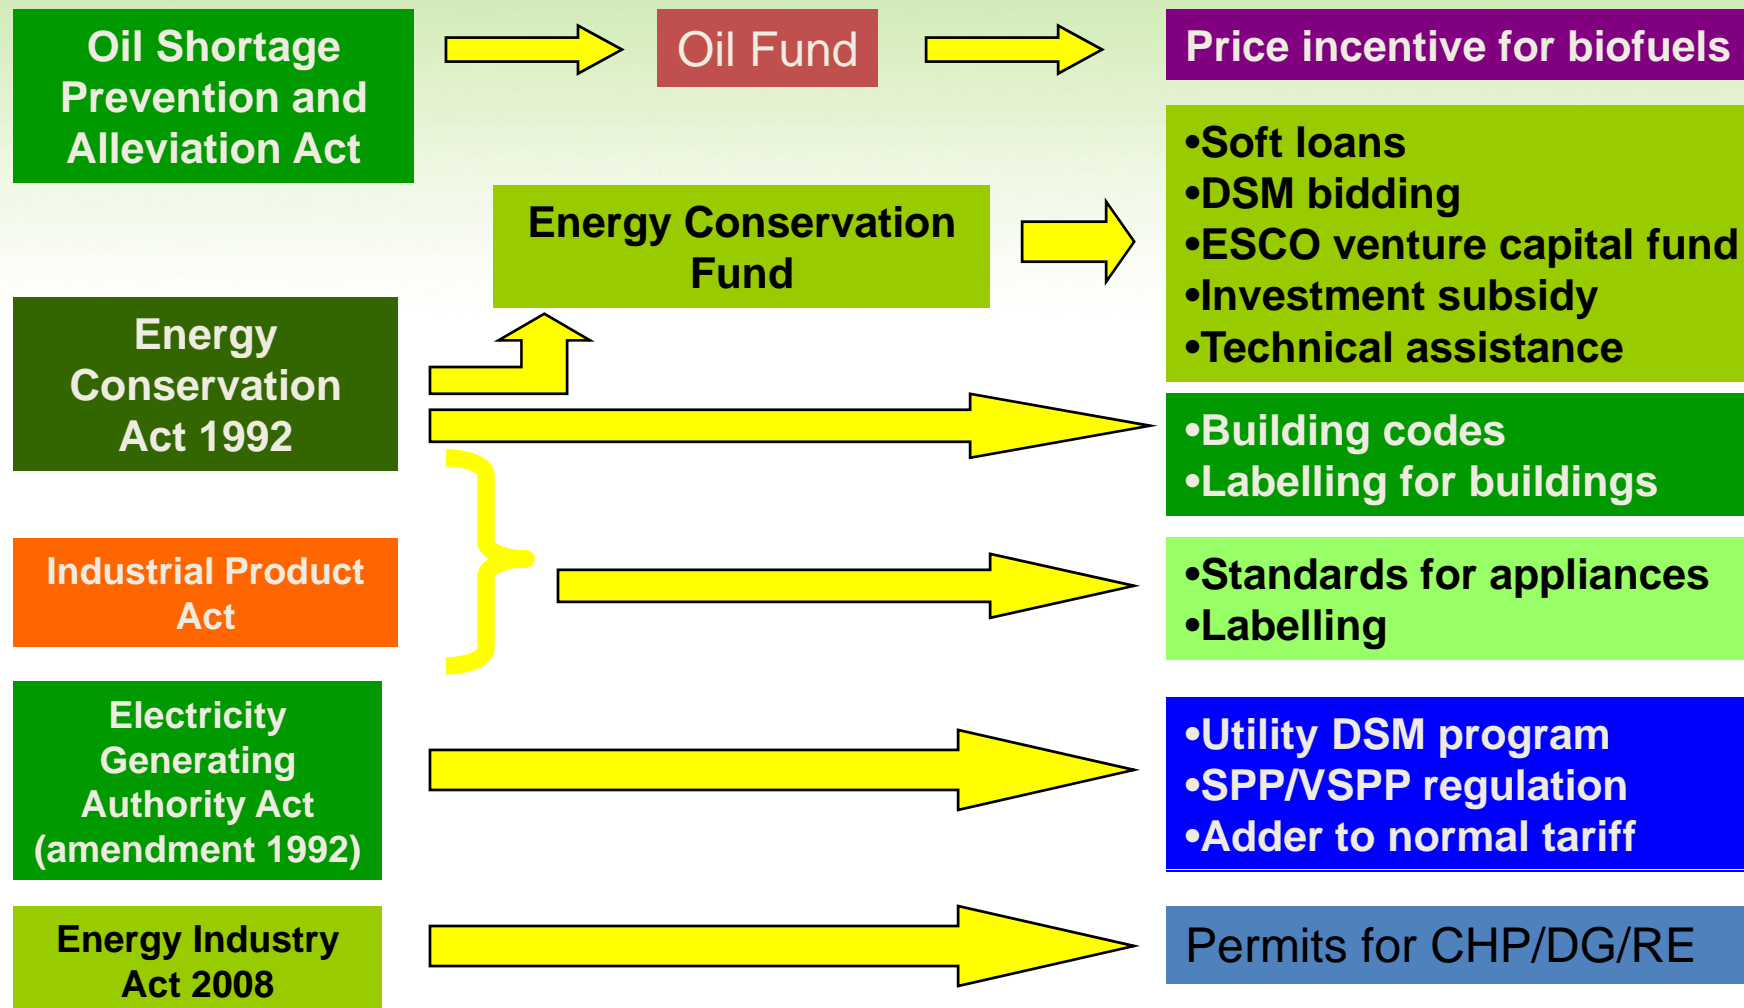 Oil Shortage
Prevention and
Alleviation Act
Oil Fund
Price incentive for biofuels
•Soft loans
•DSM bidding
•ESCO venture capital fund
•Investment subsidy
•Technical assistance
Energy Conservation
Fund
Energy
Conservation
Act 1992
•Building codes
•Labelling for buildings
Industrial Product
Act
•Standards for appliances
•Labelling
Electricity
Generating
Authority Act
(amendment 1992)
•Utility DSM program
•SPP/VSPP regulation
•Adder to normal tariff
Energy Industry
Act 2008
Permits for CHP/DG/RE